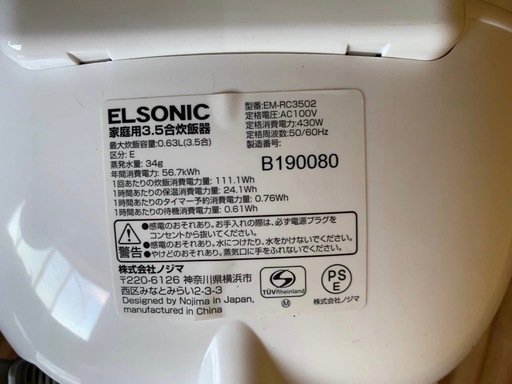 ELSONIC
家庭用3.5合炊飯器
最大炊飯容量:0.63L(3.5合)
区分:E
蒸発水量:34g
年間消費電力:56.7kWh
1回あたりの炊飯消費電力量:111.1Wh
1時間あたりの保温消費電力量:24.1Wh
1時間あたりのタイマー予約消費電力量:0.76Wh
1時間あたりの待機消費電力量:0.61Wh
型名:EM-RC3502
定格電圧:AC100V
定格消費電力:430W
定格周波数:50/60Hz
製造番号:
B190080
警告
●感電のおそれあり。お手入れの際は、必ず電源プラグを
コンセントから抜いて行ってください。
●感電のおそれあり。水につけたり、水をかけないでください。
●やけどのおそれあり。蒸気口に手をふれないでください。
株式会社ノジマ
〒220-6126 神奈川県横浜市
西区みなとみらい2-3-3
Designed by Nojima in Japan,
manufactured in China
TÜVRheinland
M
PS
E
株式会社ノジマ